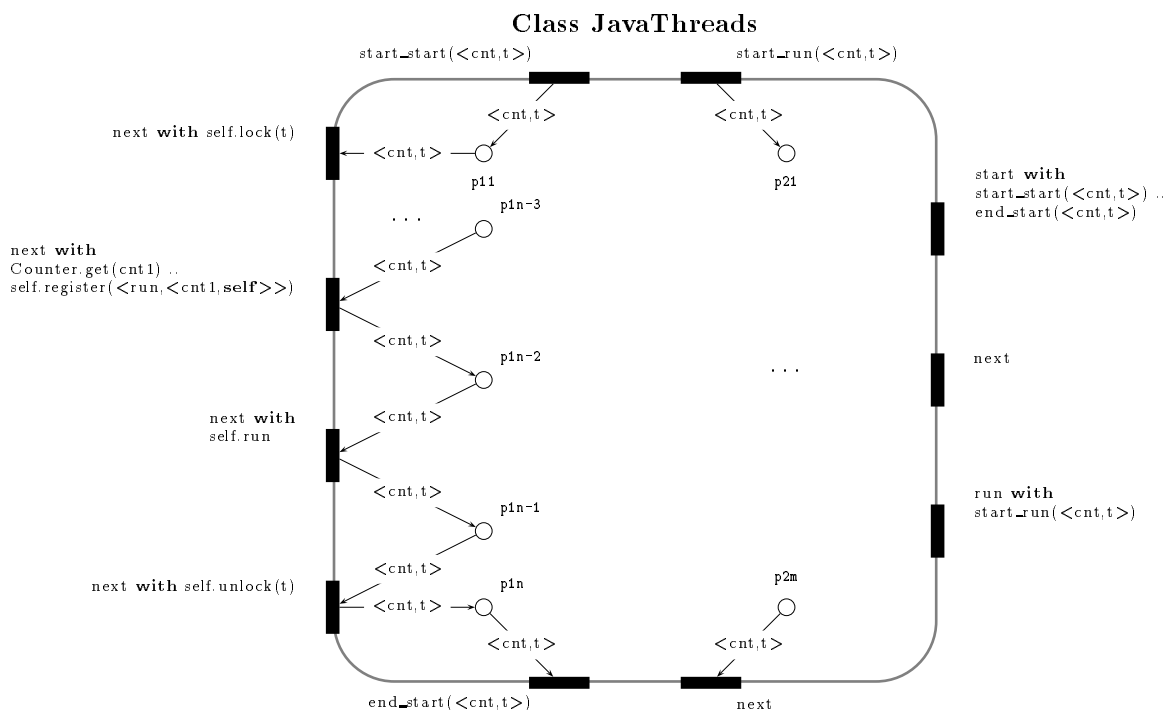 Class JavaThreads
start_start(<cnt,t>)
start_run(<cnt,t>)
<cnt,t>
<cnt,t>
next with self.lock(t)
<cnt,t>
p11
p21
start with
start_start(<cnt,t>) ..
end_start(<cnt,t>)
p1n-3
. . .
next with
Counter.get(cnt1) ..
self.register(<run,<cnt1,self>>)
<cnt,t>
<cnt,t>
p1n-2
. . .
next
next with
self.run
<cnt,t>
<cnt,t>
p1n-1
run with
start_run(<cnt,t>)
<cnt,t>
next with self.unlock(t)
<cnt,t>
p1n
p2m
<cnt,t>
<cnt,t>
end_start(<cnt,t>)
next